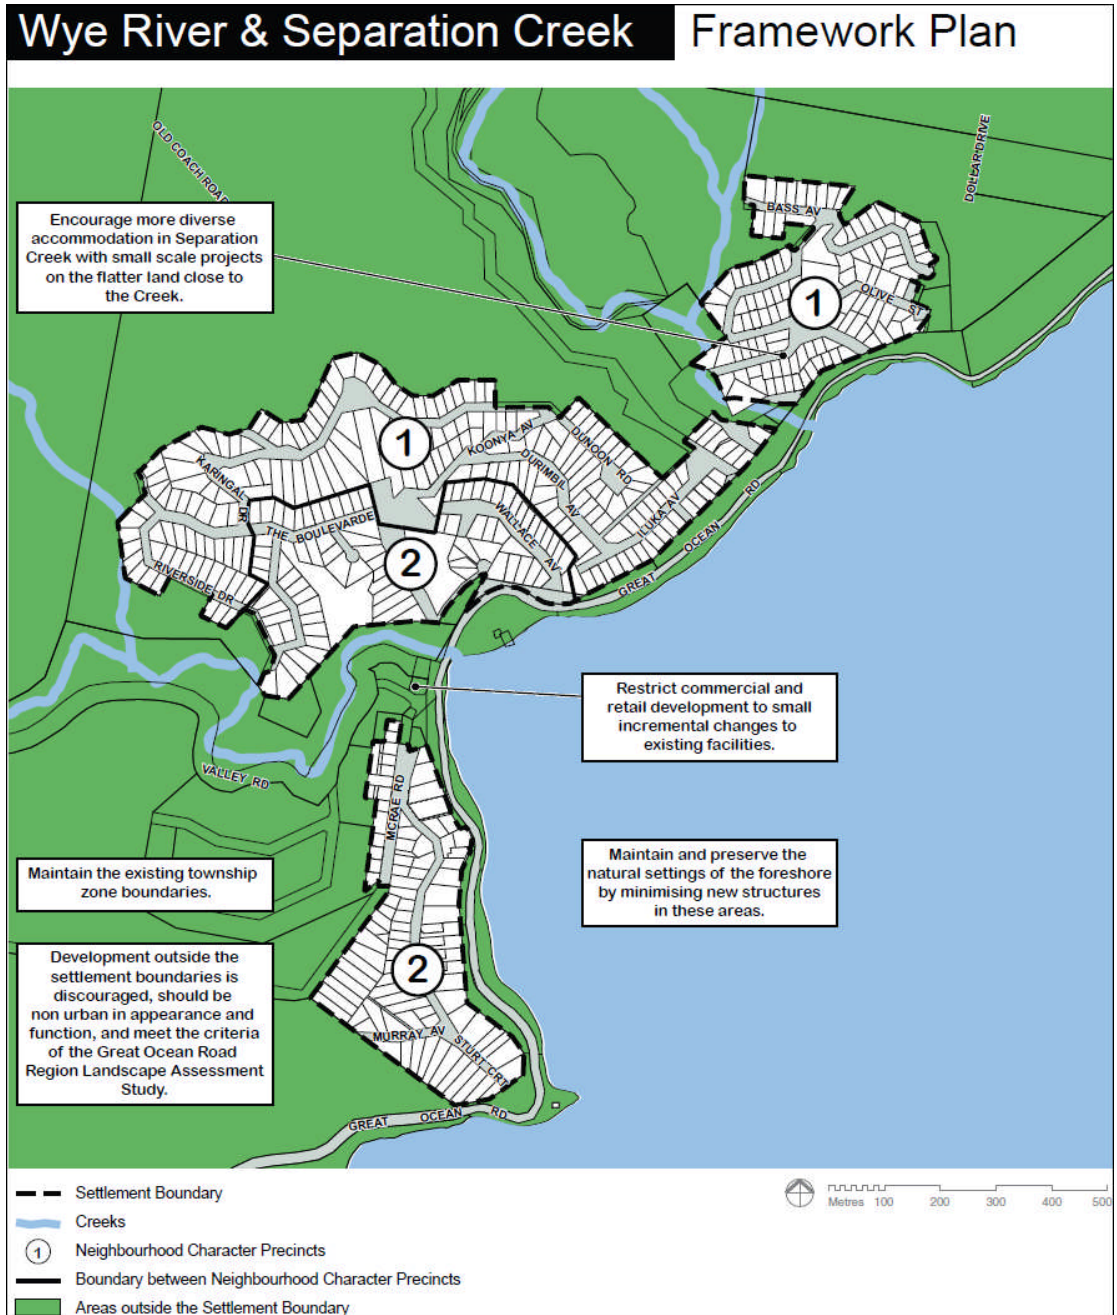 Wye River & Separation Creek Framework Plan
OLD COACH ROAD
DOLLAR DRIVE
Encourage more diverse
accommodation in Separation
Creek with small scale projects
on the flatter land close to
the Creek.
BASS AV
1
OLIVE ST
1
KOONYA AV
DUNOON RD
DURIMBIL AV
KARINGAL DR
ILUKA AV
THE BOULEVARDE
WALLACE AV
2
GREAT OCEAN RD
RIVERSIDE DR
Restrict commercial and
retail development to small
incremental changes to
existing facilities.
VALLEY RD
MCRAE RD
Maintain and preserve the
natural settings of the foreshore
by minimising new structures
in these areas.
Maintain the existing township
zone boundaries.
Development outside the
settlement boundaries is
discouraged, should be
non urban in appearance and
function, and meet the criteria
of the Great Ocean Road
Region Landscape Assessment
Study.
2
MURRAY AV
STURT CRT
GREAT OCEAN RD
Settlement Boundary
Creeks
1 Neighbourhood Character Precincts
Boundary between Neighbourhood Character Precincts
Areas outside the Settlement Boundary
Metres 100 200 300 400 500